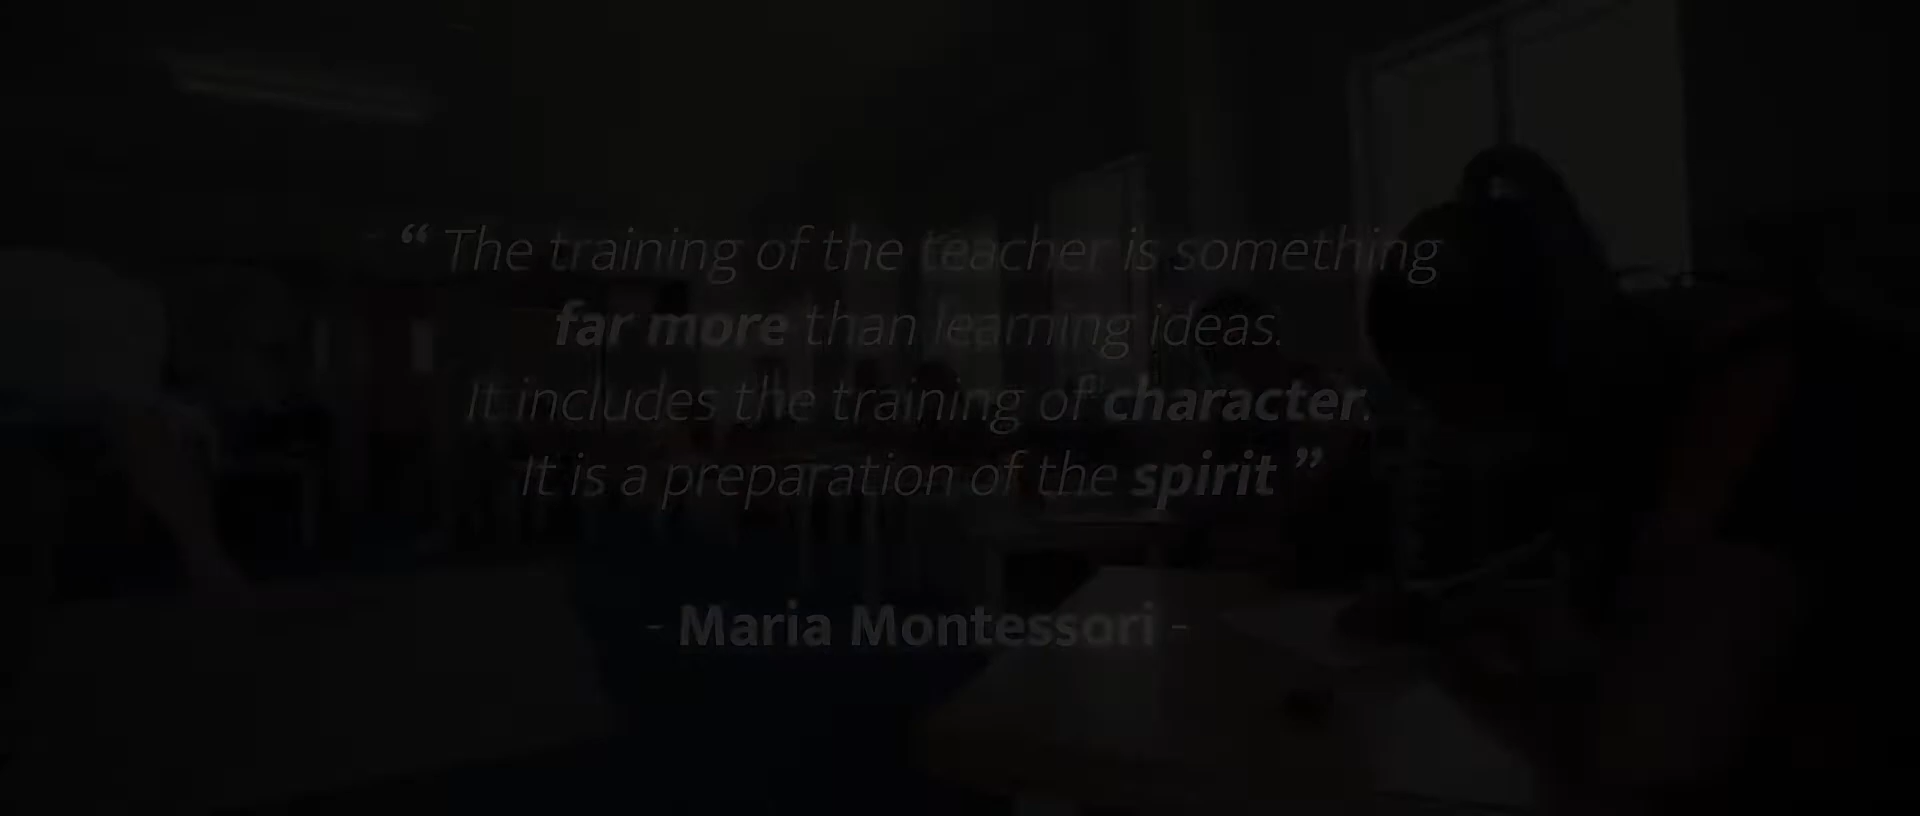 “ The training of the teacher is something
far more than learning ideas.
It includes the training of character.
It is a preparation of the spirit ”
- Maria Montessori -